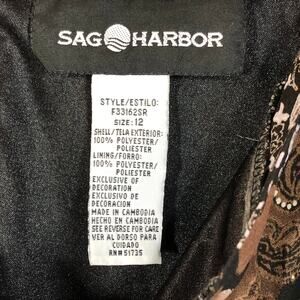 SAG HARBOR
STYLE/ESTILO:
F33162SR
SIZE: 12
SHELL/TELA EXTERIOR:
100% POLYESTER/
POLIESTER
LINING/FORRO:
100% POLYESTER/
POLIESTER
EXCLUSIVE OF
DECORATION
EXCLUSIVO DE
DECORACION
MADE IN CAMBODIA
HECHO EN CAMBODIA
SEE REVERSE FOR CARE
VER AL DORSO PARA
CUIDADO
RN#51735